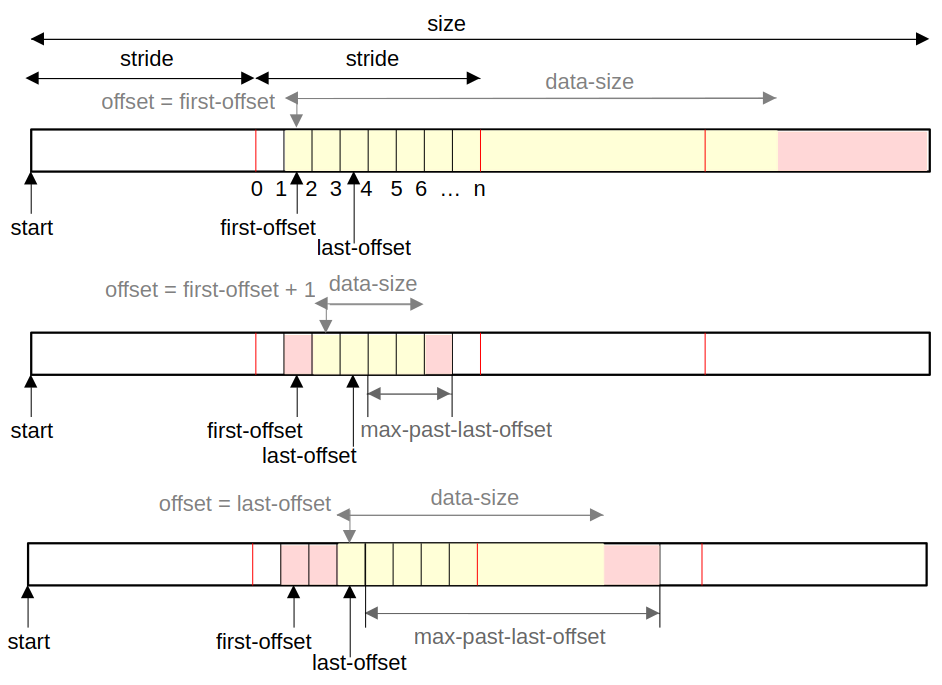 size
stride stride
data-size
offset = first-offset
0 1 2 3 4 5 6 ... n
start first-offset
last-offset
data-size
offset = first-offset + 1
start first-offset max-past-last-offset
last-offset
data-size
offset = last-offset
max-past-last-offset
start first-offset
last-offset